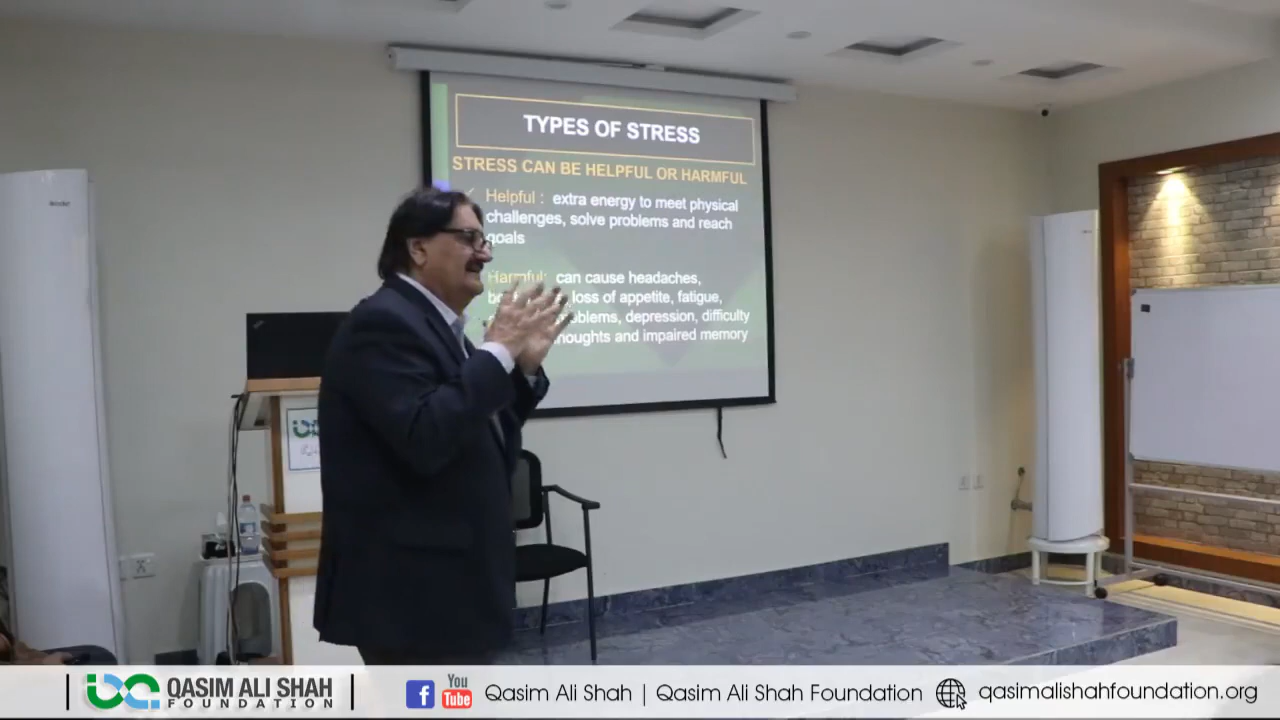 TYPES OF STRESS
STRESS CAN BE HELPFUL OR HARMFUL
Helpful : extra energy to meet physical
challenges, solve problems and reach
goals
Harmful: can cause headaches,
loss of appetite, fatigue,
depression, difficulty
thoughts and impaired memory
QASIM ALI SHAH
FOUNDATION
f
You
Tube
Qasim Ali Shah | Qasim Ali Shah Foundation
qasimalishahfoundation.org